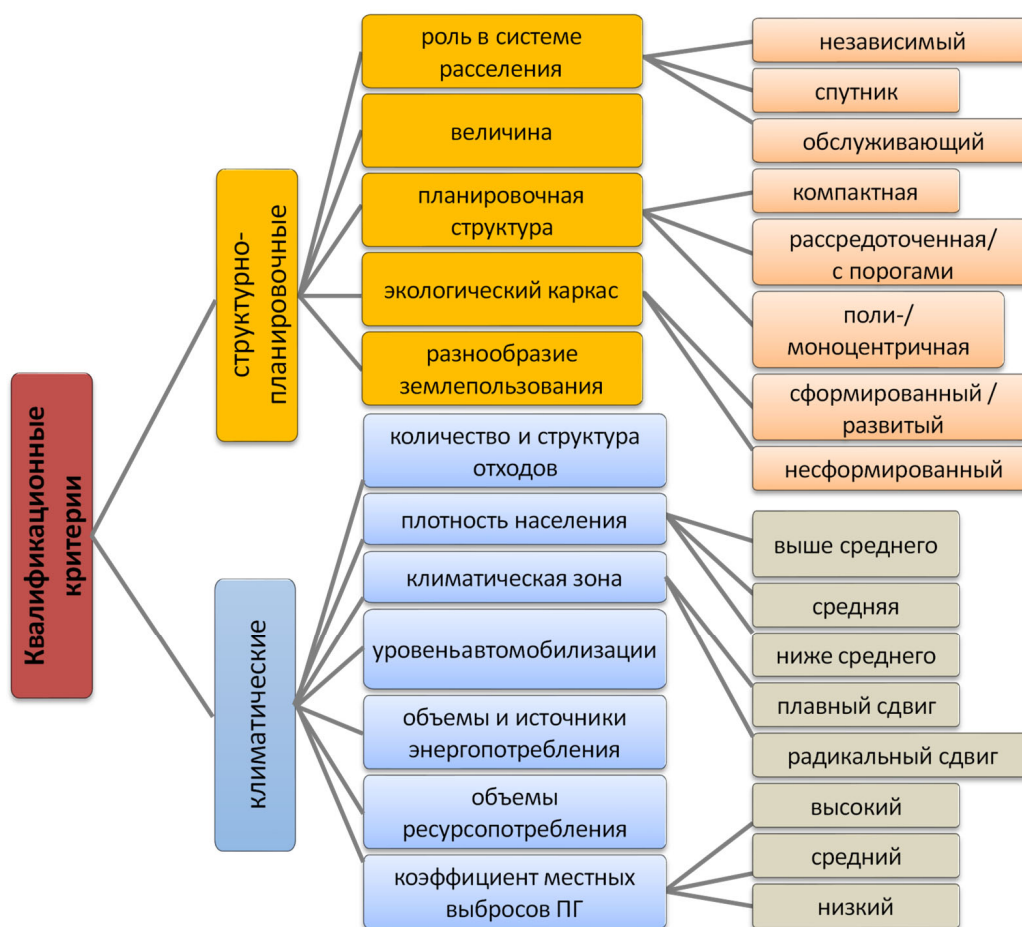 Квалификационные
критерии
структурно-
планировочные
роль в системе
расселения
независимый
спутник
обслуживающий
величина
планировочная
структура
компактная
рассредоточенная/
с порогами
поли-/
моноцентричная
экологический каркас
сформированный /
развитый
несформированный
разнообразие
землепользования
климатические
количество и структура
отходов
плотность населения
выше среднего
средняя
ниже среднего
климатическая зона
плавный сдвиг
радикальный сдвиг
уровеньавтомобилизации
объемы и источники
энергопотребления
объемы
ресурсопотребления
коэффициент местных
выбросов ПГ
высокий
средний
низкий